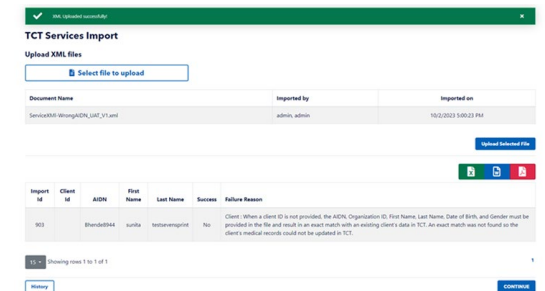 XML Uploaded successfully!
×
TCT Services Import
Upload XML files
Select file to upload
Document Name Imported by Imported on
ServiceXMl-WrongAIDN_UAT_V1.xml admin, admin 10/2/2023 5:00:23 PM
Upload Selected File
Import Id Client Id AIDN First Name Last Name Success Failure Reason
903 Bhende8944 sunita testsevensprint No Client : When a client ID is not provided, the AIDN, Organization ID, First Name, Last Name, Date of Birth, and Gender must be
provided in the file and result in an exact match with an existing client's data in TCT. An exact match was not found so the
client's medical records could not be updated in TCT.
15 Showing rows 1 to 1 of 1 1
History CONTINUE